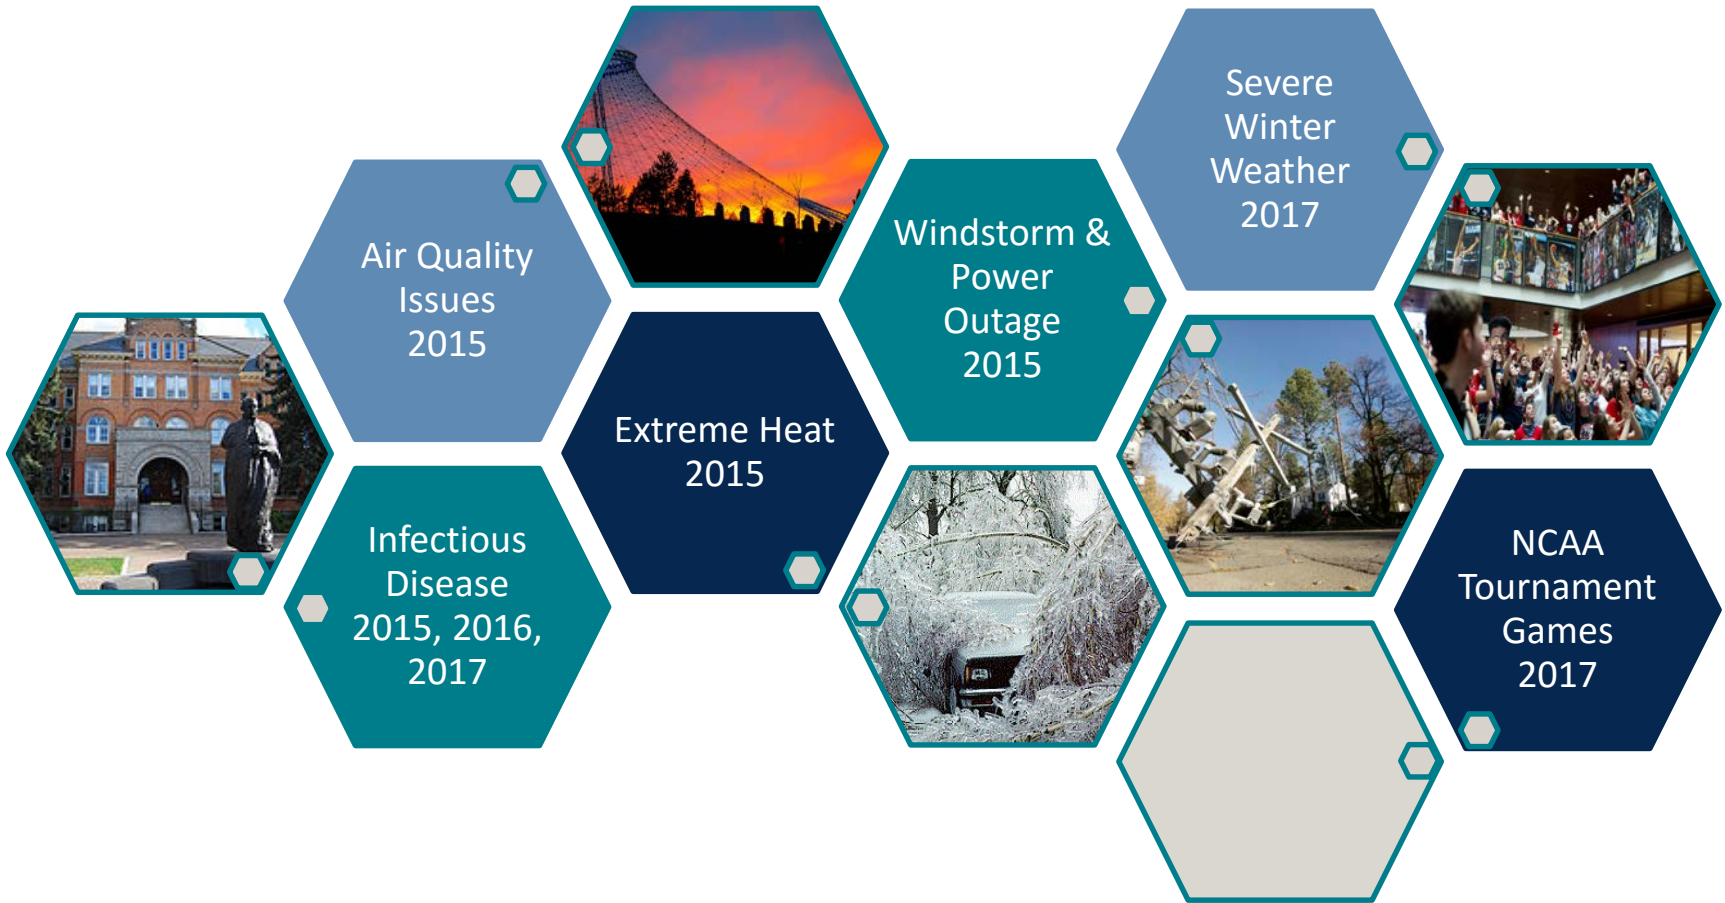 Air Quality
Issues
2015
Infectious
Disease
2015, 2016,
2017
Extreme Heat
2015
Windstorm &
Power
Outage
2015
Severe
Winter
Weather
2017
NCAA
Tournament
Games
2017